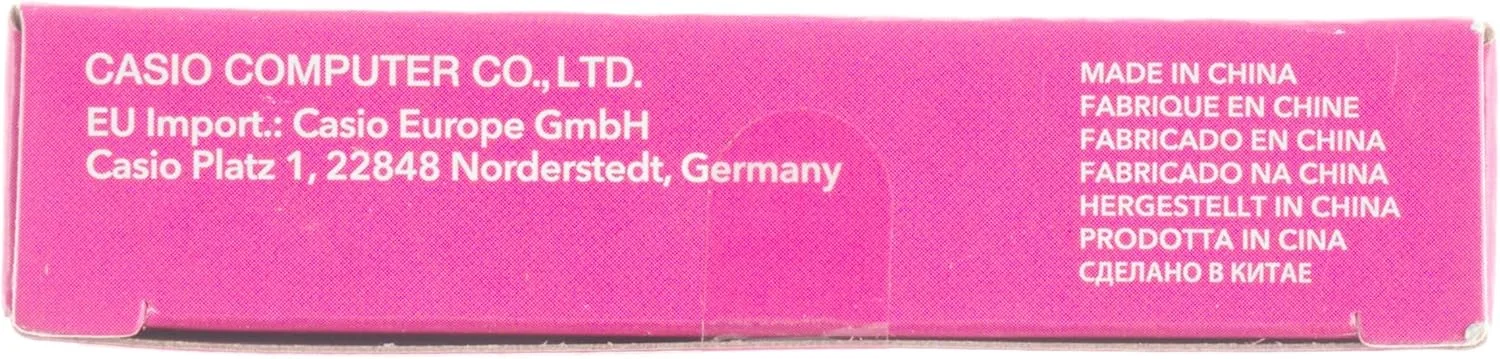 CASIO COMPUTER CO.,LTD.
EU Import.: Casio Europe GmbH
Casio Platz 1, 22848 Norderstedt, Germany
MADE IN CHINA
FABRIQUE EN CHINE
FABRICADO EN CHINA
FABRICADO NA CHINA
HERGESTELLT IN CHINA
PRODOTTA IN CINA
СДЕЛАНО В КИТАЕ